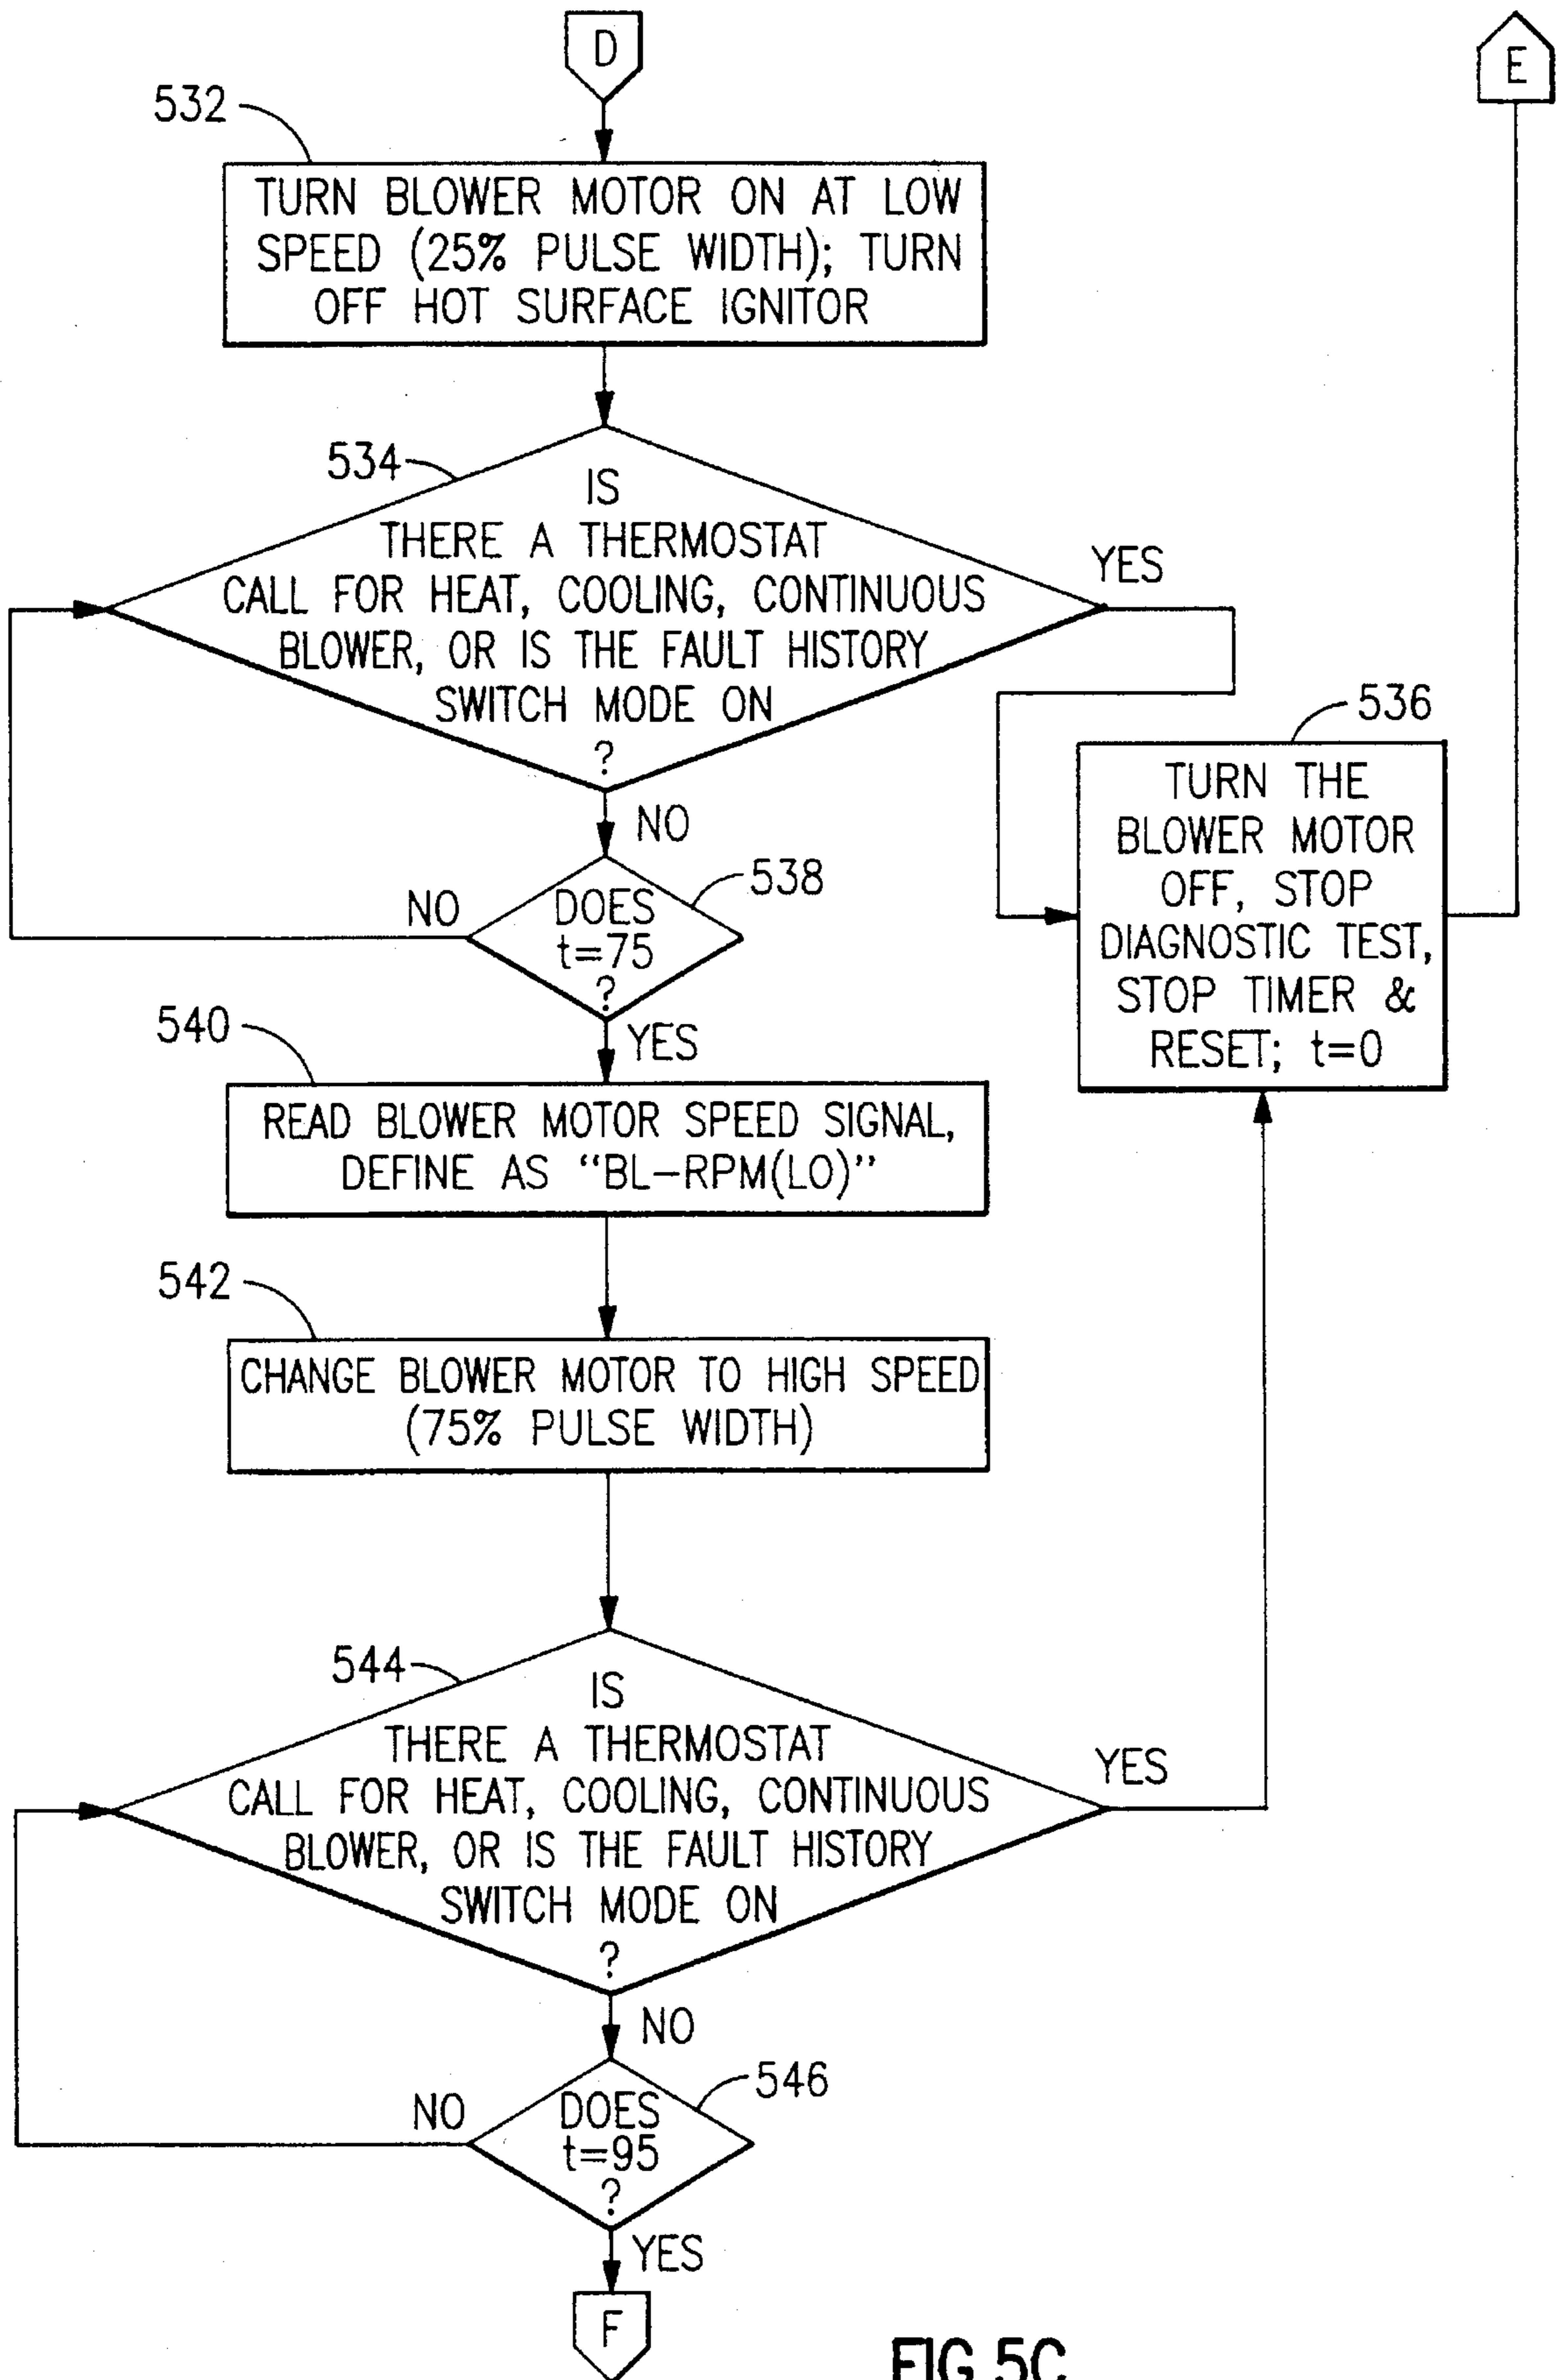 D
E
532
TURN BLOWER MOTOR ON AT LOW
SPEED (25% PULSE WIDTH); TURN
OFF HOT SURFACE IGNITOR
534
IS
THERE A THERMOSTAT
CALL FOR HEAT, COOLING, CONTINUOUS
BLOWER, OR IS THE FAULT HISTORY
SWITCH MODE ON
?
YES
NO
536
TURN THE
BLOWER MOTOR
OFF, STOP
DIAGNOSTIC TEST,
STOP TIMER &
RESET; t=0
538
DOES
t=75
?
NO
YES
540
READ BLOWER MOTOR SPEED SIGNAL,
DEFINE AS “BL-RPM(LO)”
542
CHANGE BLOWER MOTOR TO HIGH SPEED
(75% PULSE WIDTH)
544
IS
THERE A THERMOSTAT
CALL FOR HEAT, COOLING, CONTINUOUS
BLOWER, OR IS THE FAULT HISTORY
SWITCH MODE ON
?
YES
NO
546
DOES
t=95
?
NO
YES
F
FIG.5C